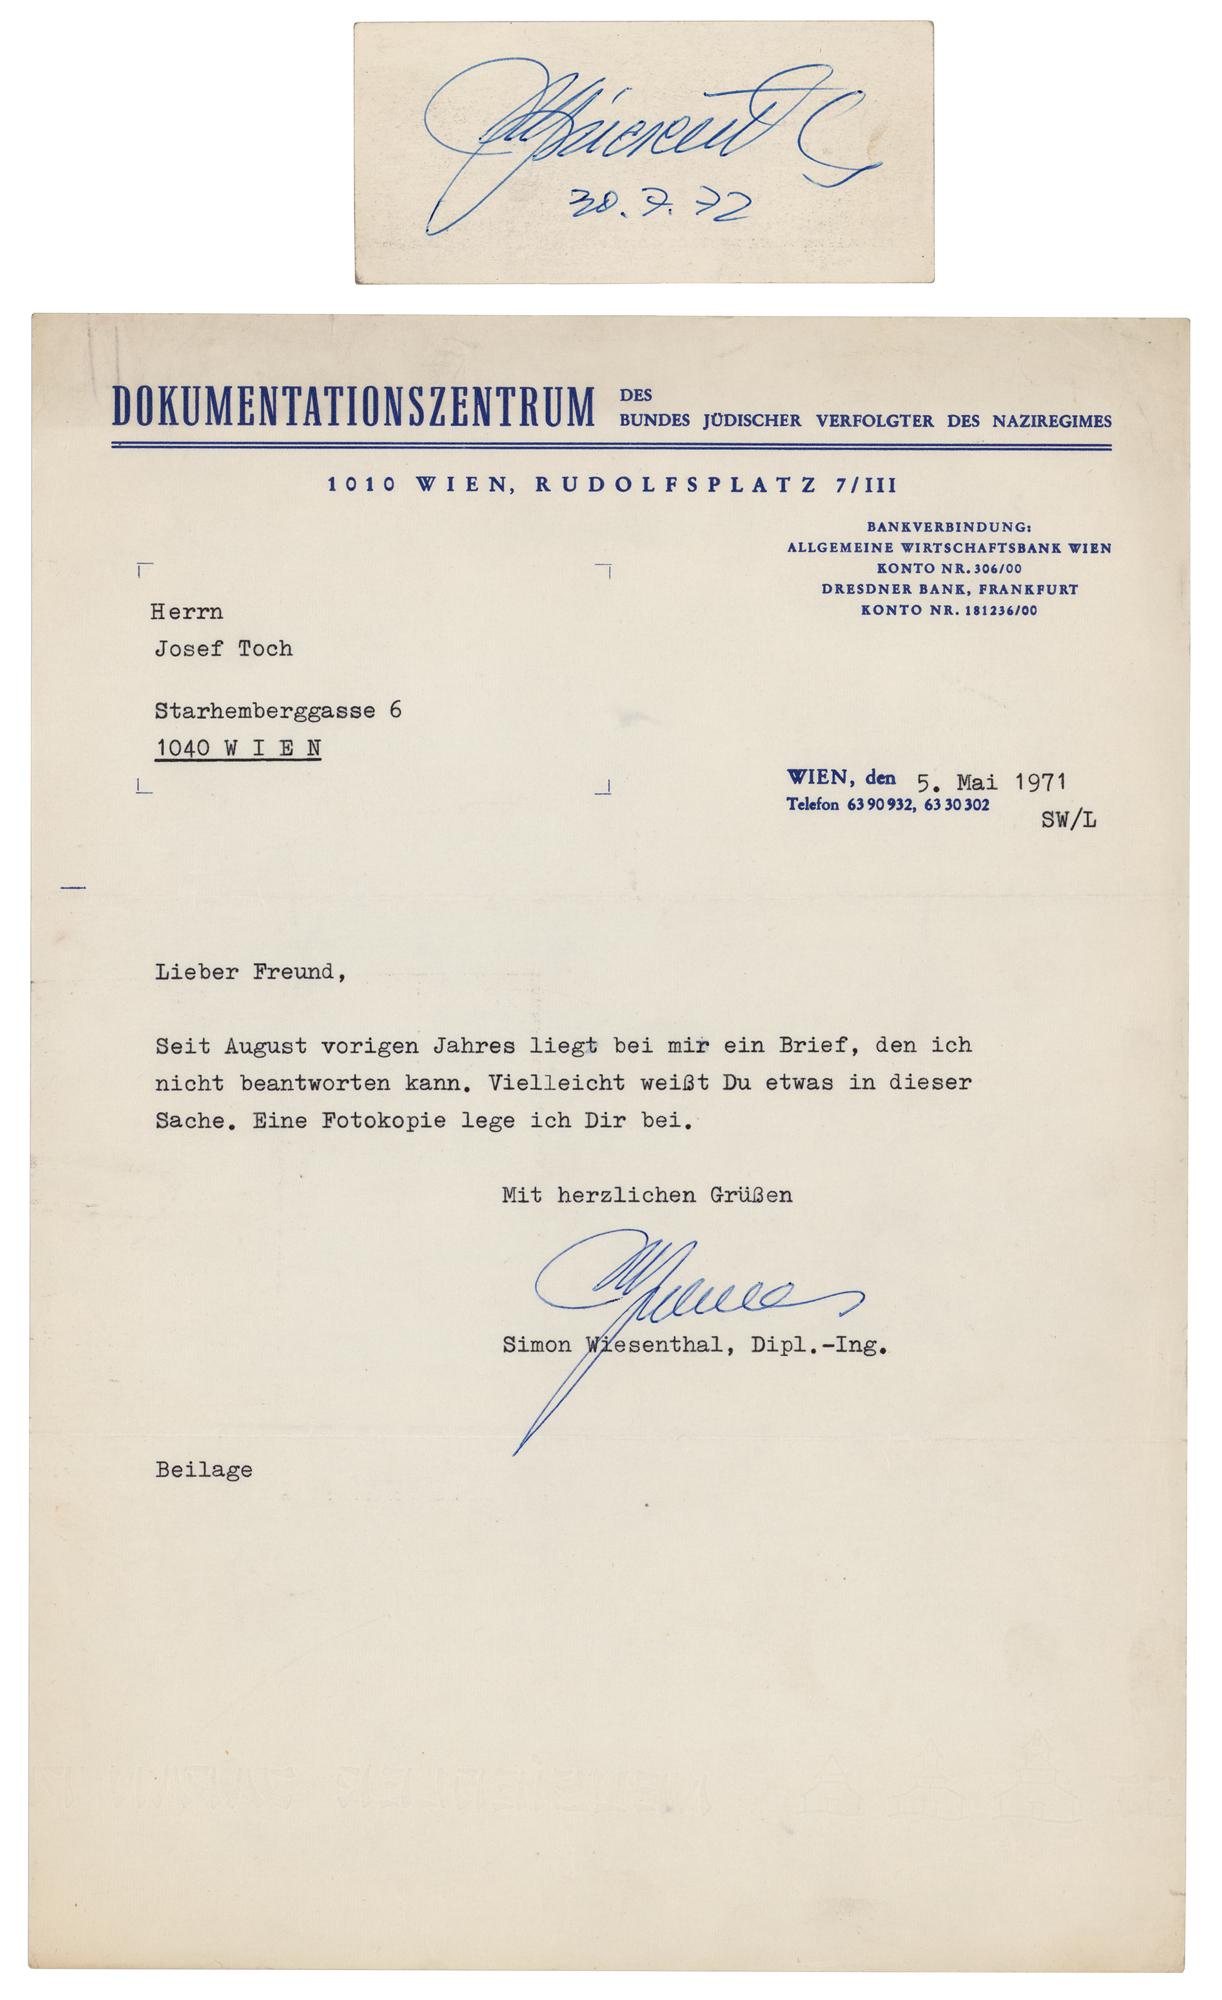 30.7.72
DOKUMENTATIONSZENTRUM DES
BUNDES JÜDISCHER VERFOLGTER DES NAZIREGIMES
1010 WIEN, RUDOLFSPLATZ 7/III
BANKVERBINDUNG:
ALLGEMEINE WIRTSCHAFTSBANK WIEN
KONTO NR. 306/00
DRESDNER BANK, FRANKFURT
KONTO NR. 181236/00
Herrn
Josef Toch
Starhemberggasse 6
1040 W I E N
WIEN, den 5. Mai 1971
Telefon 63 90 932, 63 30 302
SW/L
Lieber Freund,
Seit August vorigen Jahres liegt bei mir ein Brief, den ich
nicht beantworten kann. Vielleicht weißt Du etwas in dieser
Sache. Eine Fotokopie lege ich Dir bei.
Mit herzlichen Grüßen
Simon Wiesenthal, Dipl.-Ing.
Beilage